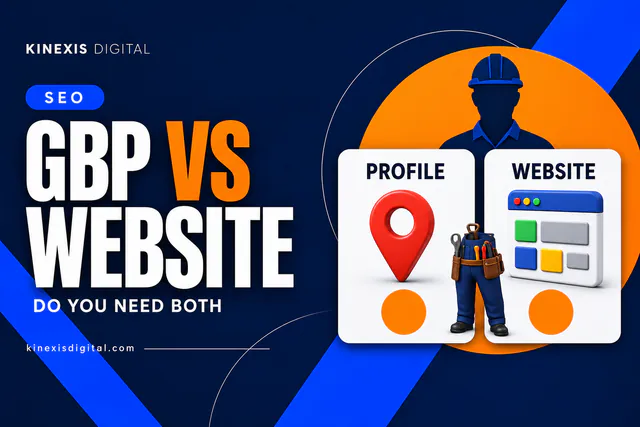 KINEXIS DIGITAL
SEO
GBP VS
WEBSITE
DO YOU NEED BOTH
kinexisdigital.com
PROFILE
WEBSITE